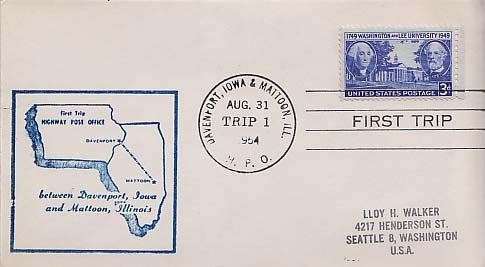 1749 WASHINGTON AND LEE UNIVERSITY 1949
UNITED STATES POSTAGE 3¢
DAVENPORT, IOWA & MATTOON, ILL.
AUG. 31
TRIP 1
1954
H. P. O.
FIRST TRIP
First Trip
HIGHWAY POST OFFICE
DAVENPORT
MATTOON
between Davenport, Iowa
and Mattoon, Illinois
LLOY H. WALKER
4217 HENDERSON ST.
SEATTLE 8, WASHINGTON
U.S.A.